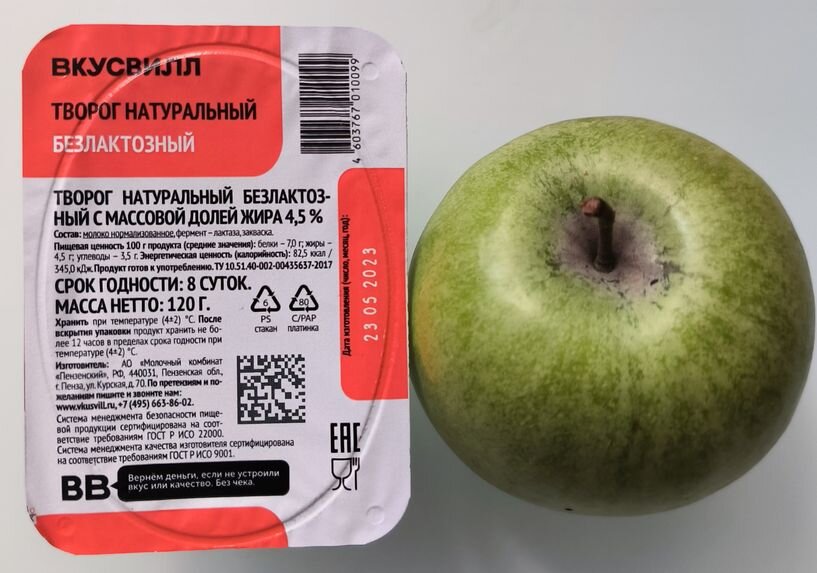 ВКУСВИЛЛ
ТВОРОГ НАТУРАЛЬНЫЙ
БЕЗЛАКТОЗНЫЙ
4 603767 010099
ТВОРОГ НАТУРАЛЬНЫЙ БЕЗЛАКТОЗ-
НЫЙ С МАССОВОЙ ДОЛЕЙ ЖИРА 4,5 %
Состав: молоко нормализованное, фермент – лактаза, закваска.
Пищевая ценность 100 г продукта (средние значения): белки – 7,0 г; жиры –
4,5 г; углеводы – 3,5 г. Энергетическая ценность (калорийность): 82,5 ккал /
345,0 кДж. Продукт готов к употреблению. ТУ 10.51.40-002-00435637-2017
СРОК ГОДНОСТИ: 8 СУТОК.
МАССА НЕТТО: 120 Г.
6
PS
стакан
80
C/PAP
платинка
Хранить при температуре (4±2) °С. После
вскрытия упаковки продукт хранить не бо-
лее 12 часов в пределах срока годности при
температуре (4±2) °С.
Изготовитель: АО «Молочный комбинат
«Пензенский», РФ, 440031, Пензенская обл.,
г. Пенза, ул. Курская, д. 70. По претензиям и по-
желаниям пишите и звоните нам:
www.vkusvill.ru, +7 (495) 663-86-02.
Система менеджмента безопасности пище-
вой продукции сертифицирована на соот-
ветствие требованиям ГОСТ Р ИСО 22000.
Система менеджмента качества изготовителя сертифицирована
на соответствие требованиям ГОСТ Р ИСО 9001.
ВВ
Вернём деньги, если не устроили
вкус или качество. Без чека.
Дата изготовления (число, месяц, год):
23 05 2023
EAC